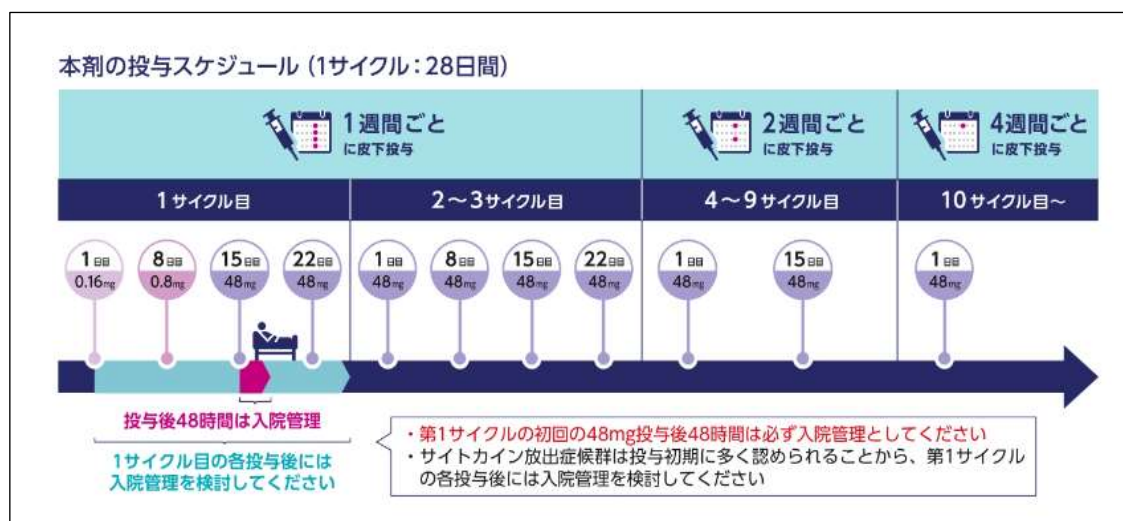 本剤の投与スケジュール（1サイクル：28日間）
1週間ごと
に皮下投与
2週間ごと
に皮下投与
4週間ごと
に皮下投与
1サイクル目
2～3サイクル目
4～9サイクル目
10サイクル目～
1日目
0.16mg
8日目
0.8mg
15日目
48mg
22日目
48mg
1日目
48mg
8日目
48mg
15日目
48mg
22日目
48mg
1日目
48mg
15日目
48mg
1日目
48mg
投与後48時間は入院管理
1サイクル目の各投与後には
入院管理を検討してください
・第1サイクルの初回の48mg投与後48時間は必ず入院管理としてください
・サイトカイン放出症候群は投与初期に多く認められることから、第1サイクル
の各投与後には入院管理を検討してください